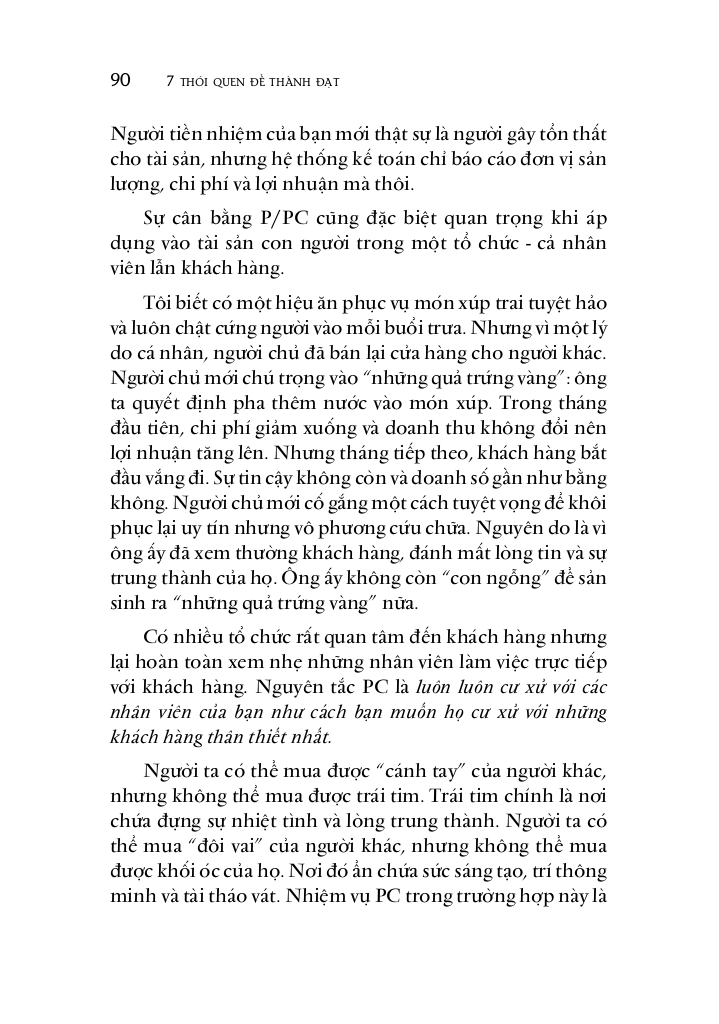 90 7 THÓI QUEN ĐỂ THÀNH ĐẠT
Người tiền nhiệm của bạn mới thật sự là người gây tổn thất
cho tài sản, nhưng hệ thống kế toán chỉ báo cáo đơn vị sản
lượng, chi phí và lợi nhuận mà thôi.
Sự cân bằng P/PC cũng đặc biệt quan trọng khi áp
dụng vào tài sản con người trong một tổ chức - cả nhân
viên lẫn khách hàng.
Tôi biết có một hiệu ăn phục vụ món xúp trai tuyệt hảo
và luôn chật cứng người vào mỗi buổi trưa. Nhưng vì một lý
do cá nhân, người chủ đã bán lại cửa hàng cho người khác.
Người chủ mới chú trọng vào “những quả trứng vàng”: ông
ta quyết định pha thêm nước vào món xúp. Trong tháng
đầu tiên, chi phí giảm xuống và doanh thu không đổi nên
lợi nhuận tăng lên. Nhưng tháng tiếp theo, khách hàng bắt
đầu vắng đi. Sự tin cậy không còn và doanh số gần như bằng
không. Người chủ mới cố gắng một cách tuyệt vọng để khôi
phục lại uy tín nhưng vô phương cứu chữa. Nguyên do là vì
ông ấy đã xem thường khách hàng, đánh mất lòng tin và sự
trung thành của họ. Ông ấy không còn “con ngỗng” để sản
sinh ra “những quả trứng vàng” nữa.
Có nhiều tổ chức rất quan tâm đến khách hàng nhưng
lại hoàn toàn xem nhẹ những nhân viên làm việc trực tiếp
với khách hàng. Nguyên tắc PC là luôn luôn cư xử với các
nhân viên của bạn như cách bạn muốn họ cư xử với những
khách hàng thân thiết nhất.
Người ta có thể mua được “cánh tay” của người khác,
nhưng không thể mua được trái tim. Trái tim chính là nơi
chứa đựng sự nhiệt tình và lòng trung thành. Người ta có
thể mua “đôi vai” của người khác, nhưng không thể mua
được khối óc của họ. Nơi đó ẩn chứa sức sáng tạo, trí thông
minh và tài tháo vát. Nhiệm vụ PC trong trường hợp này là